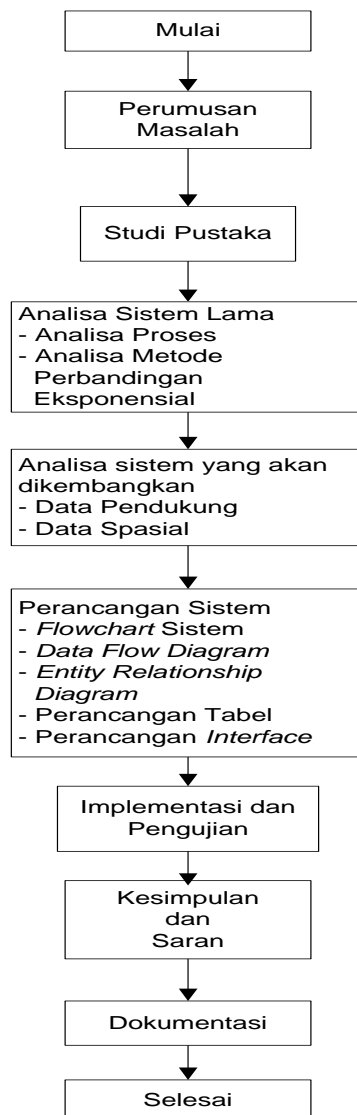 Mulai
Perumusan
Masalah
Studi Pustaka
Analisa Sistem Lama
- Analisa Proses
- Analisa Metode
Perbandingan
Eksponensial
Analisa sistem yang akan
dikembangkan
- Data Pendukung
- Data Spasial
Perancangan Sistem
- Flowchart Sistem
- Data Flow Diagram
- Entity Relationship
Diagram
- Perancangan Tabel
- Perancangan Interface
Implementasi dan
Pengujian
Kesimpulan
dan
Saran
Dokumentasi
Selesai